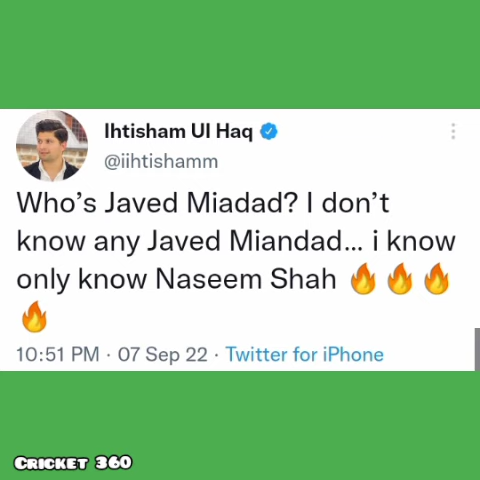 Ihtisham Ul Haq
@iihtishamm
Who's Javed Miadad? I don't
know any Javed Miandad... i know
only know Naseem Shah 🔥🔥🔥
🔥
10:51 PM · 07 Sep 22 · Twitter for iPhone
CRICKET 360